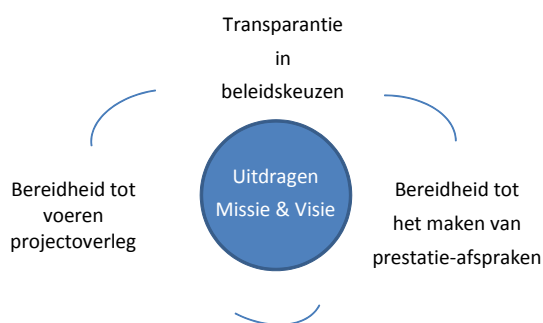 Transparantie
in
beleidskeuzen
Uitdragen
Missie & Visie
Bereidheid tot
voeren
projectoverleg
Bereidheid tot
het maken van
prestatie-afspraken